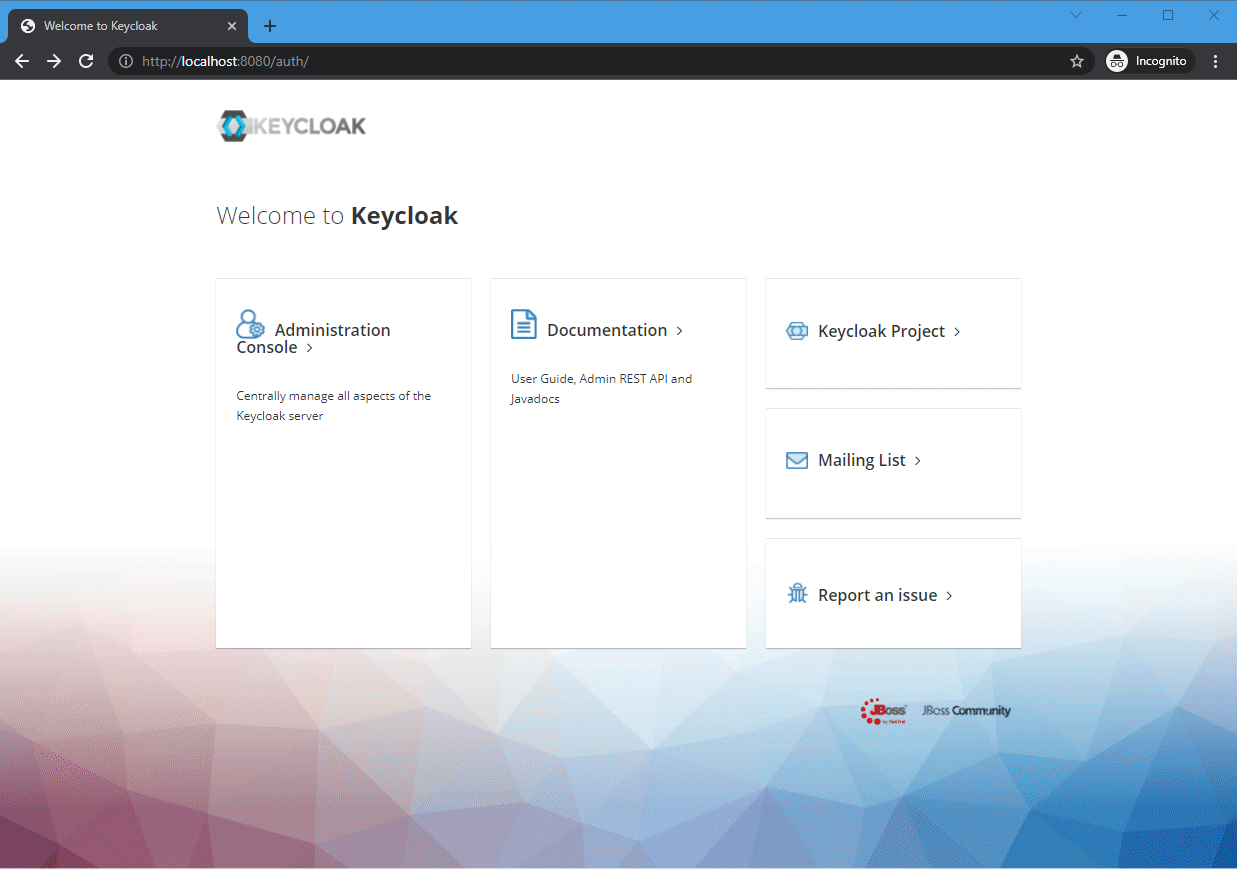 Welcome to Keycloak
http://localhost:8080/auth/
Incognito
KEYCLOAK
Welcome to Keycloak
Administration
Console
Centrally manage all aspects of the
Keycloak server
Documentation
User Guide, Admin REST API and
Javadocs
Keycloak Project
Mailing List
Report an issue
JBoss
by Red Hat
JBoss Community